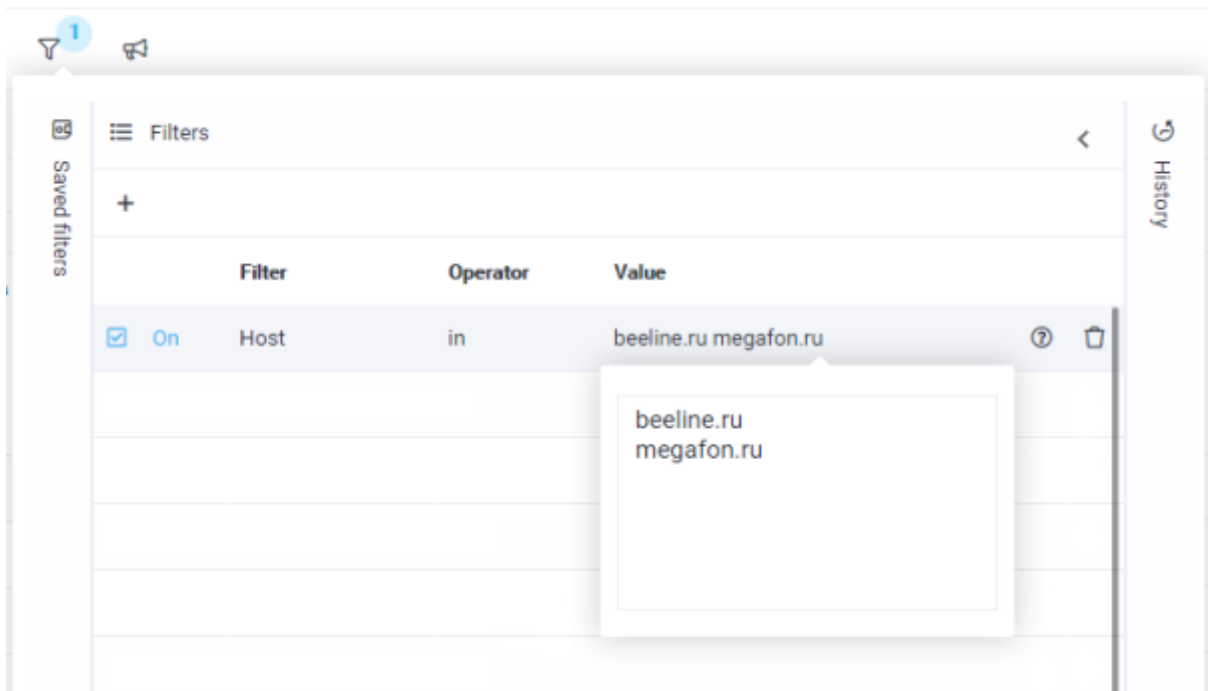 1
Saved filters
Filters
History
+
Filter Operator Value
On Host in beeline.ru megafon.ru
beeline.ru
megafon.ru